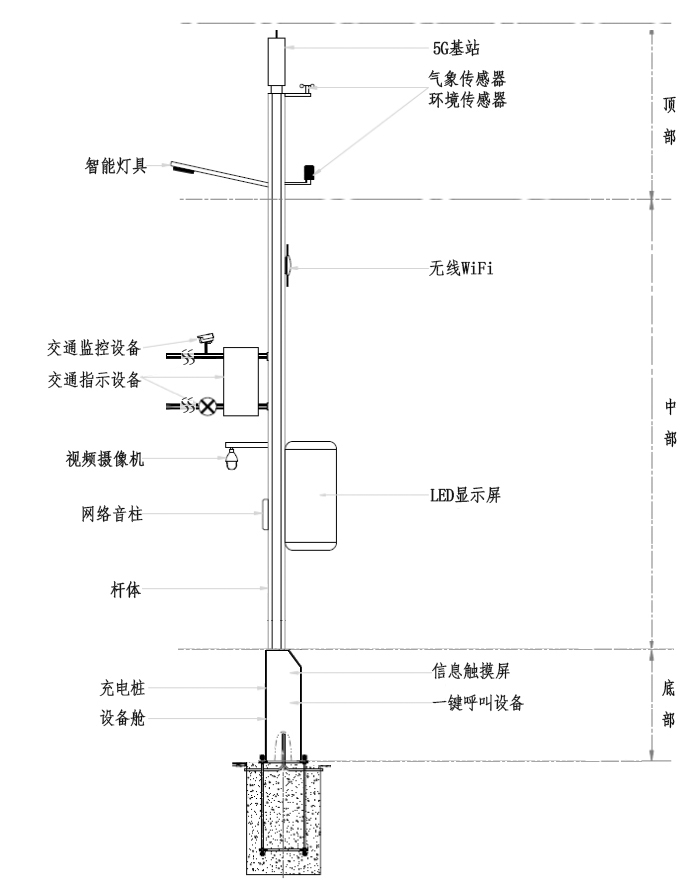 5G基站
气象传感器
环境传感器
顶部
智能灯具
无线WiFi
交通监控设备
交通指示设备
中部
视频摄像机
LED显示屏
网络音柱
杆体
信息触摸屏
充电桩
底部
一键呼叫设备
设备舱